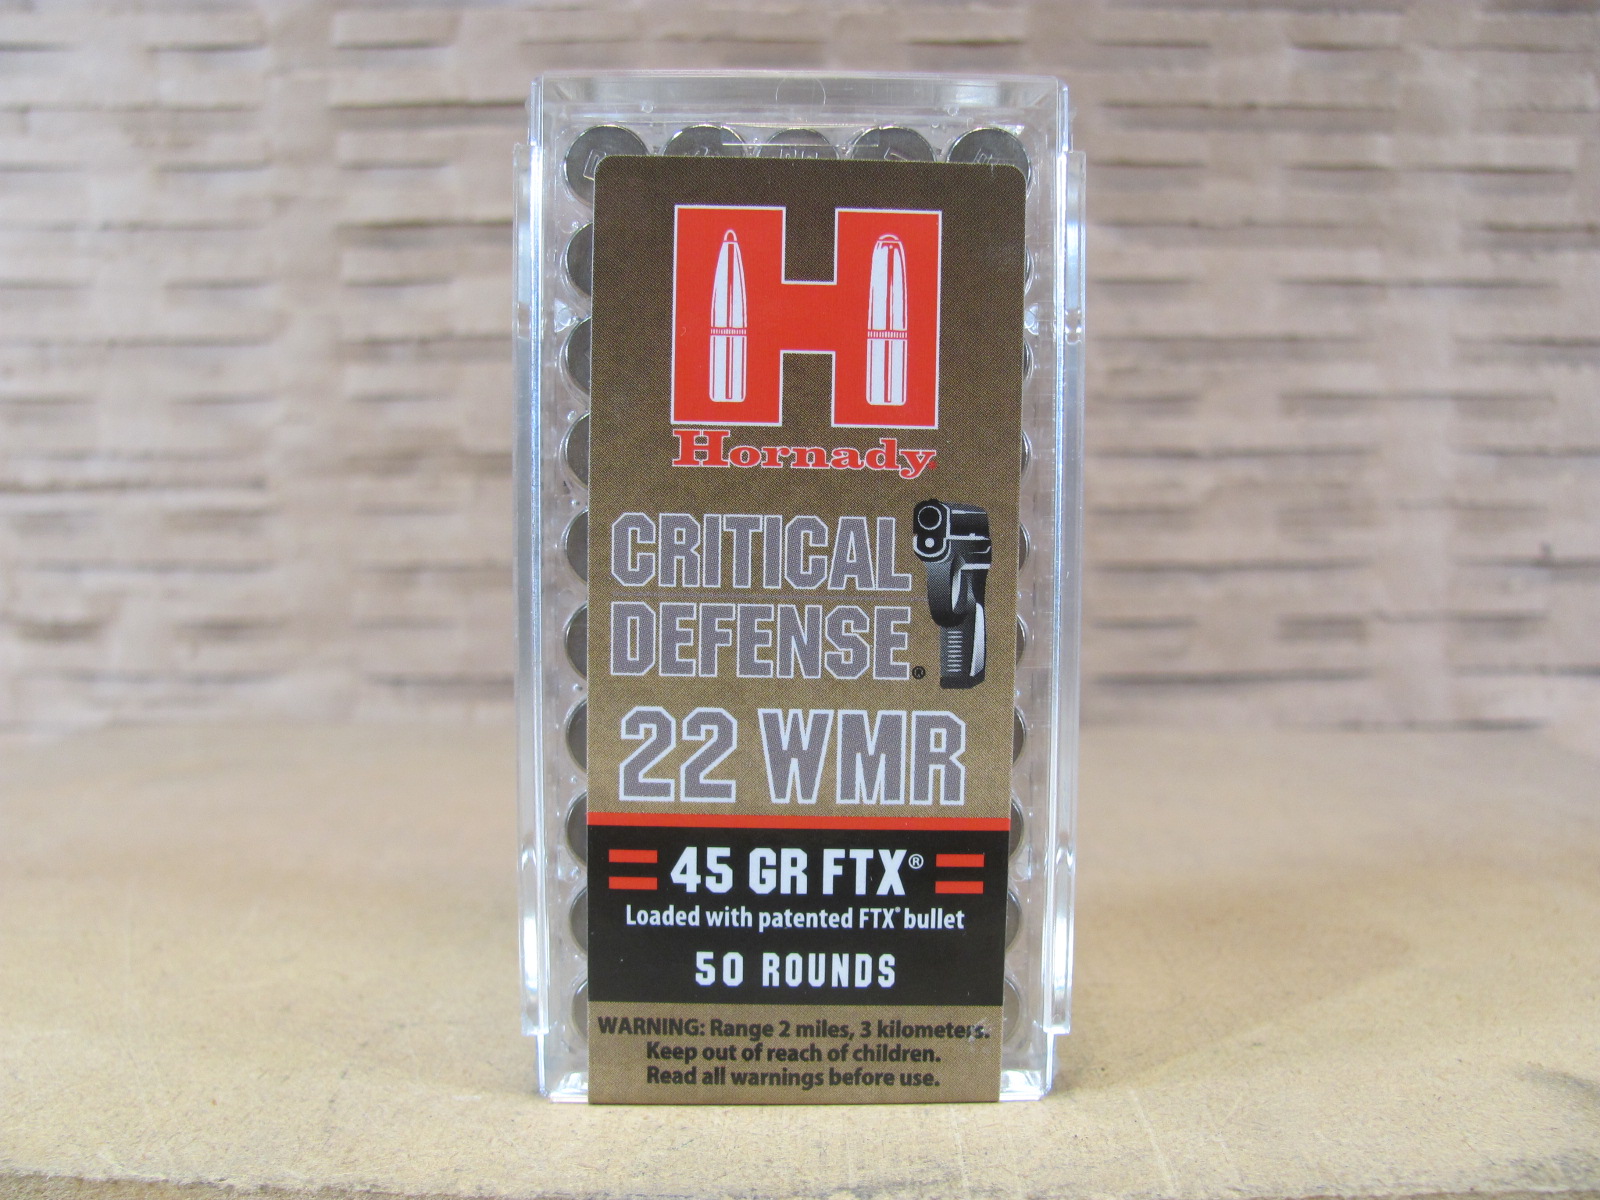 Hornady
CRITICAL
DEFENSE®
22 WMR
45 GR FTX®
Loaded with patented FTX® bullet
50 ROUNDS
WARNING: Range 2 miles, 3 kilometers.
Keep out of reach of children.
Read all warnings before use.